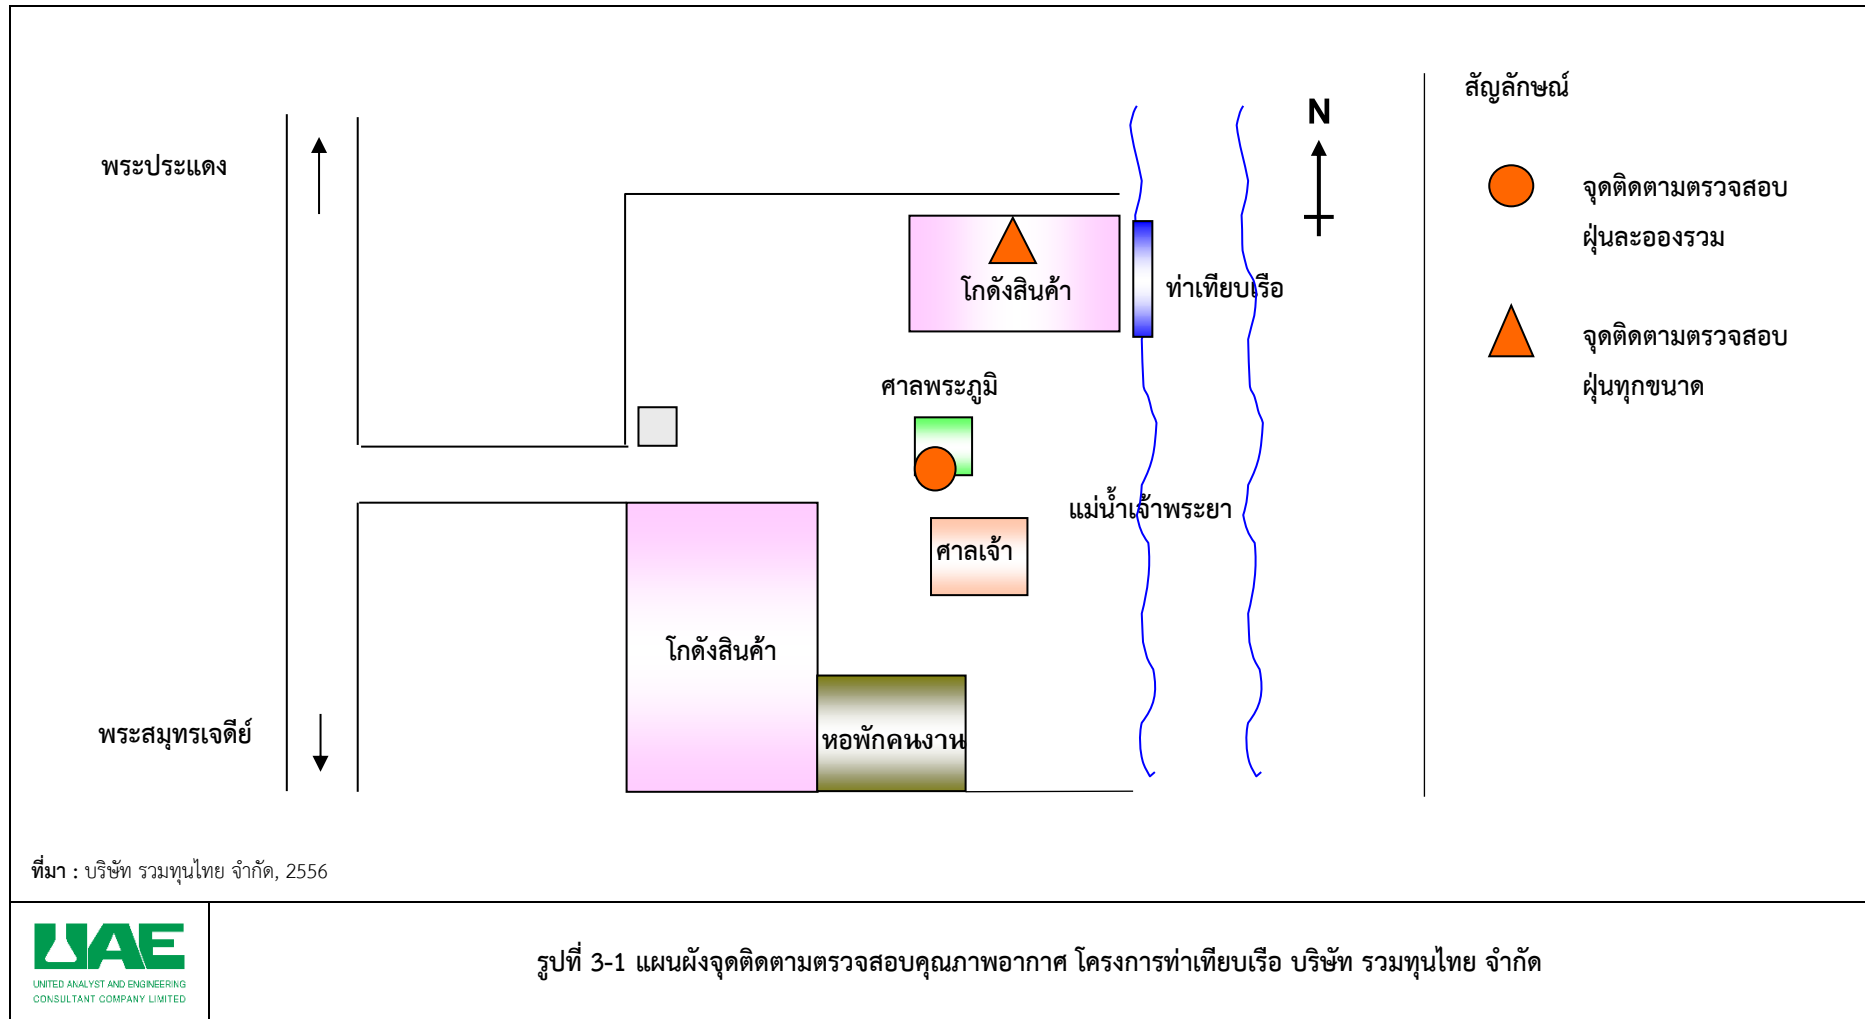 สัญลักษณ์
N
พระประแดง
จุดติดตามตรวจสอบ
ฝุ่นละอองรวม
โกดังสินค้า
ท่าเทียบเรือ
จุดติดตามตรวจสอบ
ฝุ่นทุกขนาด
ศาลพระภูมิ
แม่น้ำเจ้าพระยา
ศาลเจ้า
โกดังสินค้า
พระสมุทรเจดีย์
หอพักคนงาน
ที่มา : บริษัท รวมทุนไทย จำกัด, 2556
UAE
UNITED ANALYST AND ENGINEERING
CONSULTANT COMPANY LIMITED
รูปที่ 3-1 แผนผังจุดติดตามตรวจสอบคุณภาพอากาศ โครงการท่าเทียบเรือ บริษัท รวมทุนไทย จำกัด